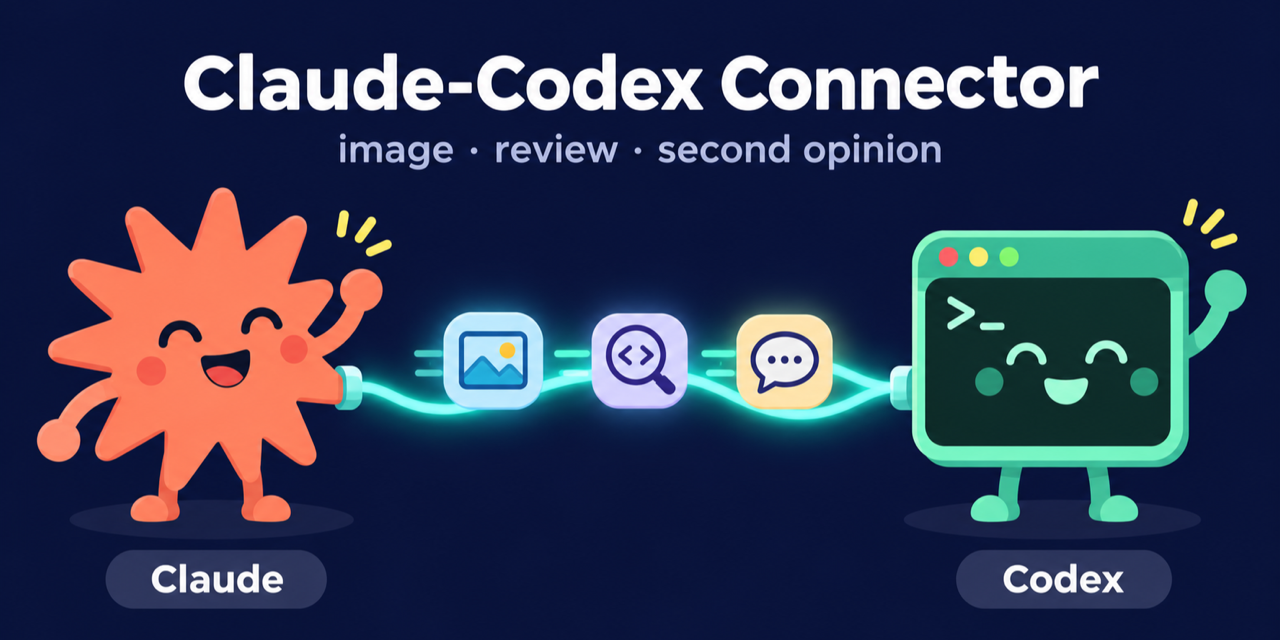 Claude-Codex Connector
image · review · second opinion
>_
Claude
Codex